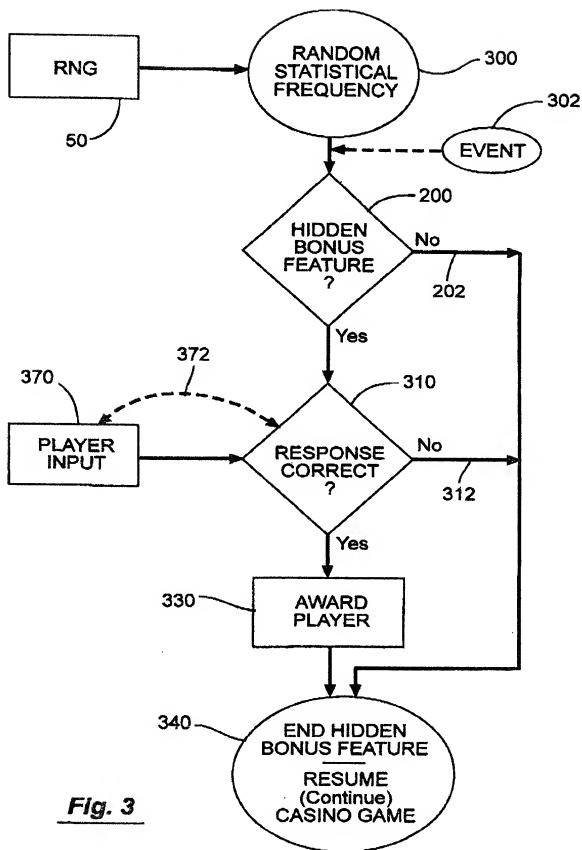 RNG
50
RANDOM
STATISTICAL
FREQUENCY
300
302
EVENT
200
HIDDEN
BONUS
FEATURE
?
No
202
Yes
372
370
310
PLAYER
INPUT
RESPONSE
CORRECT
?
No
312
Yes
330
AWARD
PLAYER
340
END HIDDEN
BONUS FEATURE
RESUME
(Continue)
CASINO GAME
Fig. 3